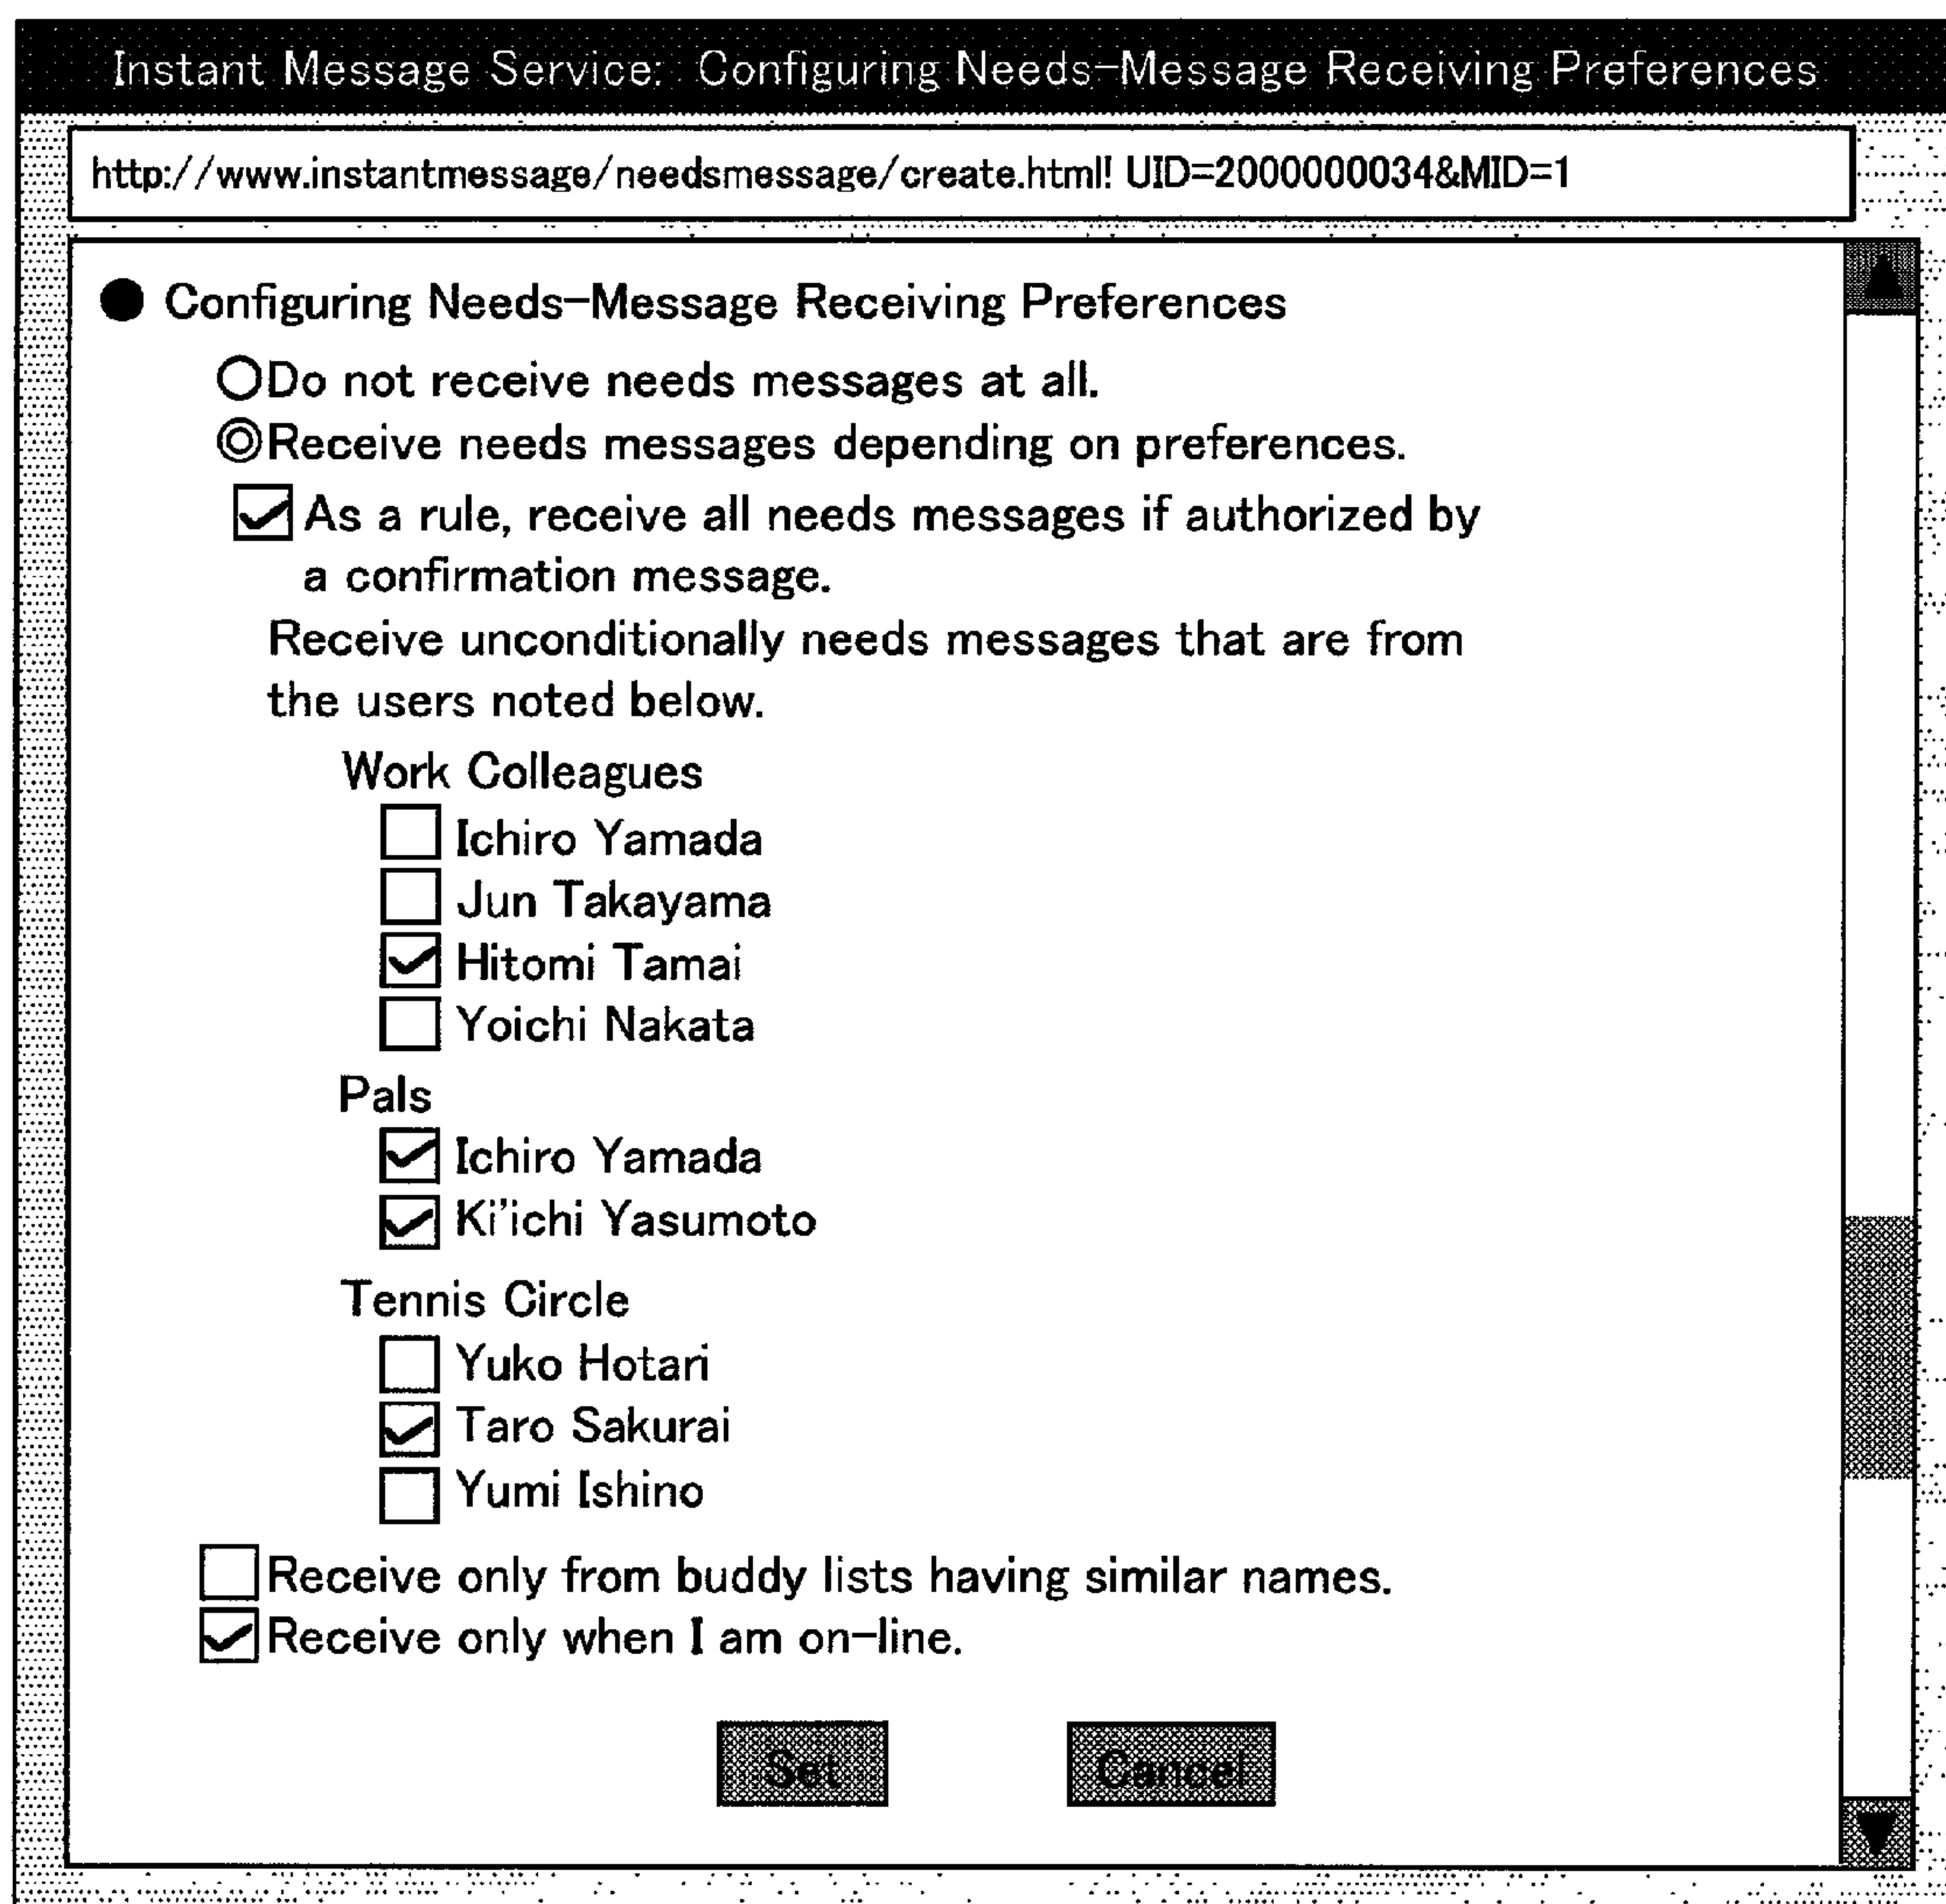 Instant Message Service: Configuring Needs-Message Receiving Preferences
http://www.instantmessage/needsmessage/create.html! UID=2000000034&MID=1
● Configuring Needs-Message Receiving Preferences
○Do not receive needs messages at all.
◎Receive needs messages depending on preferences.
As a rule, receive all needs messages if authorized by
a confirmation message.
Receive unconditionally needs messages that are from
the users noted below.
Work Colleagues
Ichiro Yamada
Jun Takayama
Hitomi Tamai
Yoichi Nakata
Pals
Ichiro Yamada
Ki'ichi Yasumoto
Tennis Circle
Yuko Hotari
Taro Sakurai
Yumi Ishino
Receive only from buddy lists having similar names.
Receive only when I am on-line.
Set
Cancel